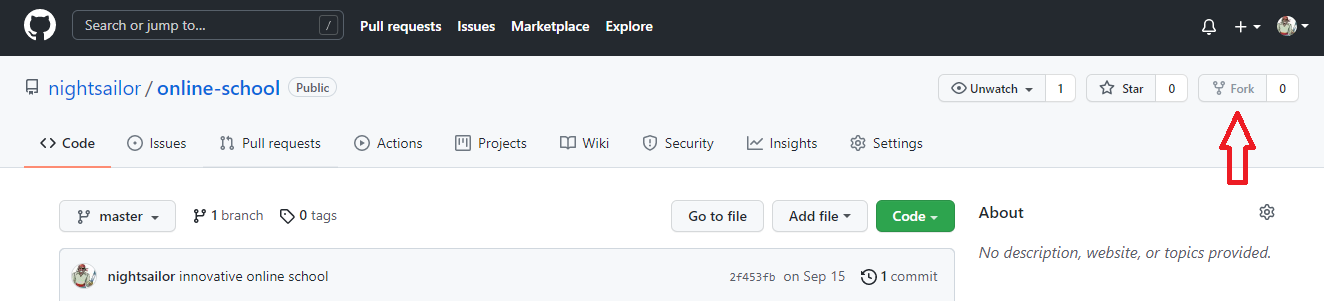 Search or jump to... / Pull requests Issues Marketplace Explore
nightsailor / online-school Public Unwatch 1 Star 0 Fork 0
Code Issues Pull requests Actions Projects Wiki Security Insights Settings
master 1 branch 0 tags Go to file Add file Code About
No description, website, or topics provided.
nightsailor innovative online school 2f453fb on Sep 15 1 commit